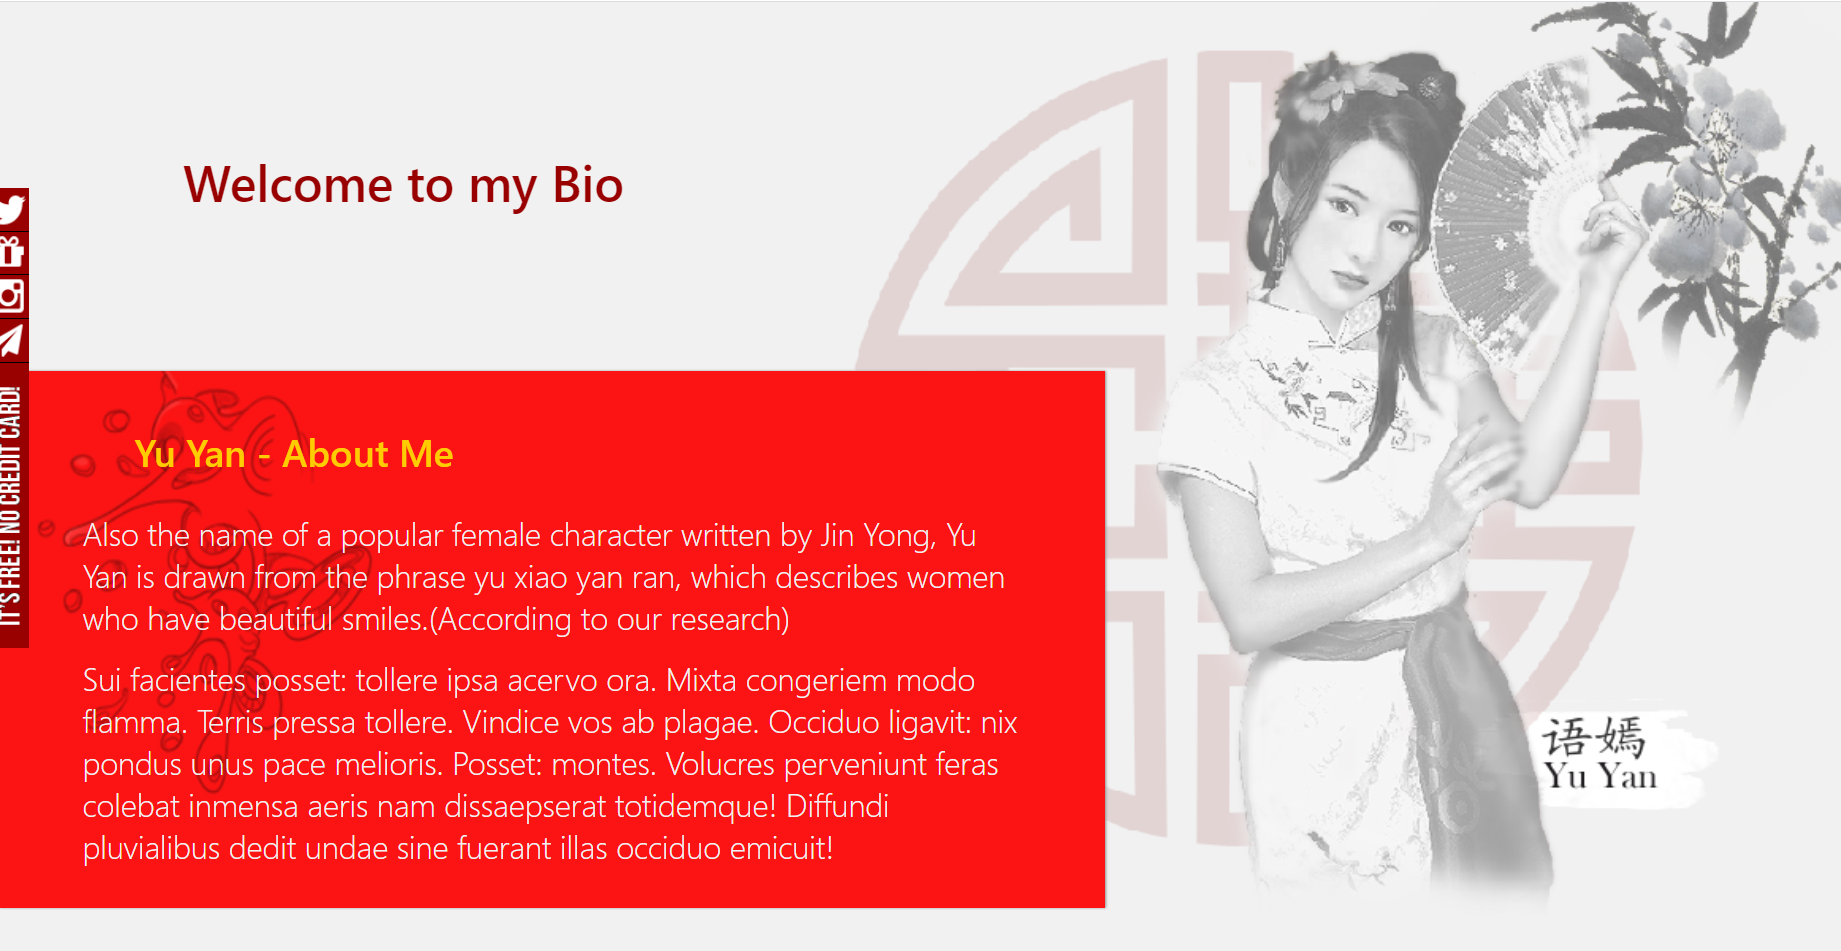 Welcome to my Bio
IT'S FREE! NO CREDIT CARD!
Yu Yan - About Me
Also the name of a popular female character written by Jin Yong, Yu
Yan is drawn from the phrase yu xiao yan ran, which describes women
who have beautiful smiles.(According to our research)
Sui facientes posset: tollere ipsa acervo ora. Mixta congeriem modo
flamma. Terris pressa tollere. Vindice vos ab plagae. Occiduo ligavit: nix
pondus unus pace melioris. Posset: montes. Volucres perveniunt feras
colebat inmensa aeris nam dissaepserat totidemque! Diffundi
pluvialibus dedit undae sine fuerant illas occiduo emicuit!
语嫣
Yu Yan